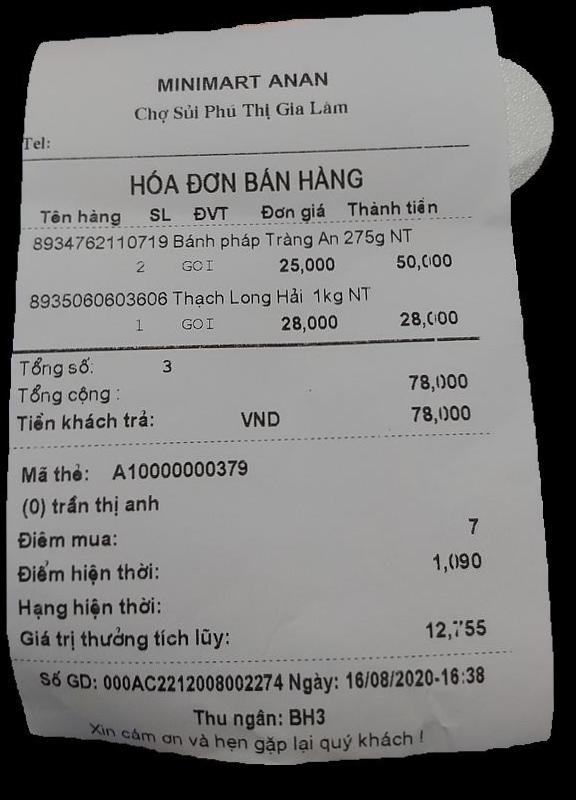 MINIMART ANAN
Chợ Sủi Phú Thị Gia Lâm
Tel:
HÓA ĐƠN BÁN HÀNG
Tên hàng SL ĐVT Đơn giá Thành tiền
8934762110719 Bánh pháp Tràng An 275g NT
2 GOI 25,000 50,000
8935060603606 Thạch Long Hải 1kg NT
1 GOI 28,000 28,000
Tổng số: 3
Tổng cộng : 78,000
Tiền khách trả: VND 78,000
Mã thẻ: A10000000379
(0) trần thị anh
Điểm mua: 7
Điểm hiện thời: 1,090
Hạng hiện thời:
Giá trị thưởng tích lũy: 12,755
Số GD: 000AC2212008002274 Ngày: 16/08/2020-16:38
Thu ngân: BH3
Xin cám ơn và hẹn gặp lại quý khách !